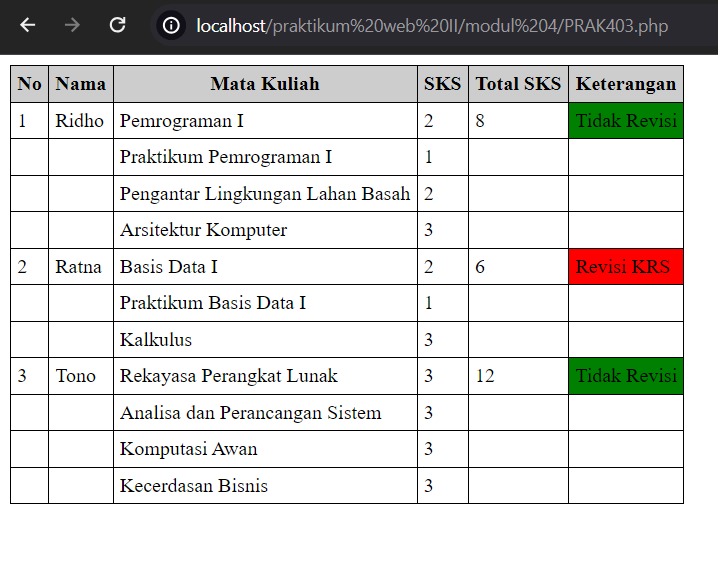 localhost/praktikum%20web%20II/modul%204/PRAK403.php
No Nama Mata Kuliah SKS Total SKS Keterangan
1 Ridho Pemrograman I 2 8 Tidak Revisi
Praktikum Pemrograman I 1
Pengantar Lingkungan Lahan Basah 2
Arsitektur Komputer 3
2 Ratna Basis Data I 2 6 Revisi KRS
Praktikum Basis Data I 1
Kalkulus 3
3 Tono Rekayasa Perangkat Lunak 3 12 Tidak Revisi
Analisa dan Perancangan Sistem 3
Komputasi Awan 3
Kecerdasan Bisnis 3